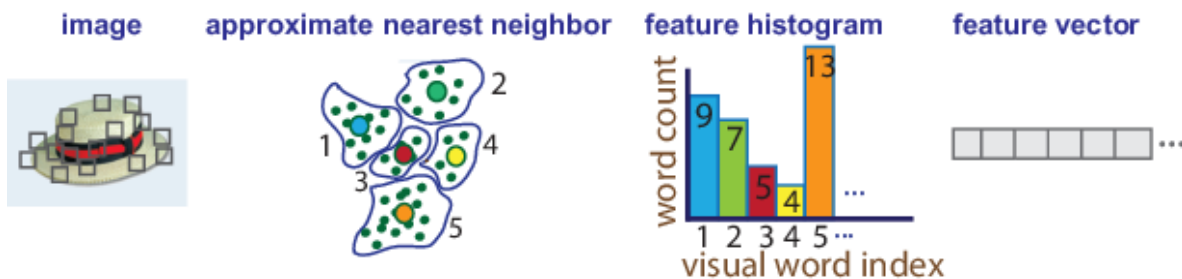 image
approximate nearest neighbor
feature histogram
feature vector
1
2
3
4
5
word count
9
7
5
4
13
...
1 2 3 4 5 ...
visual word index
...